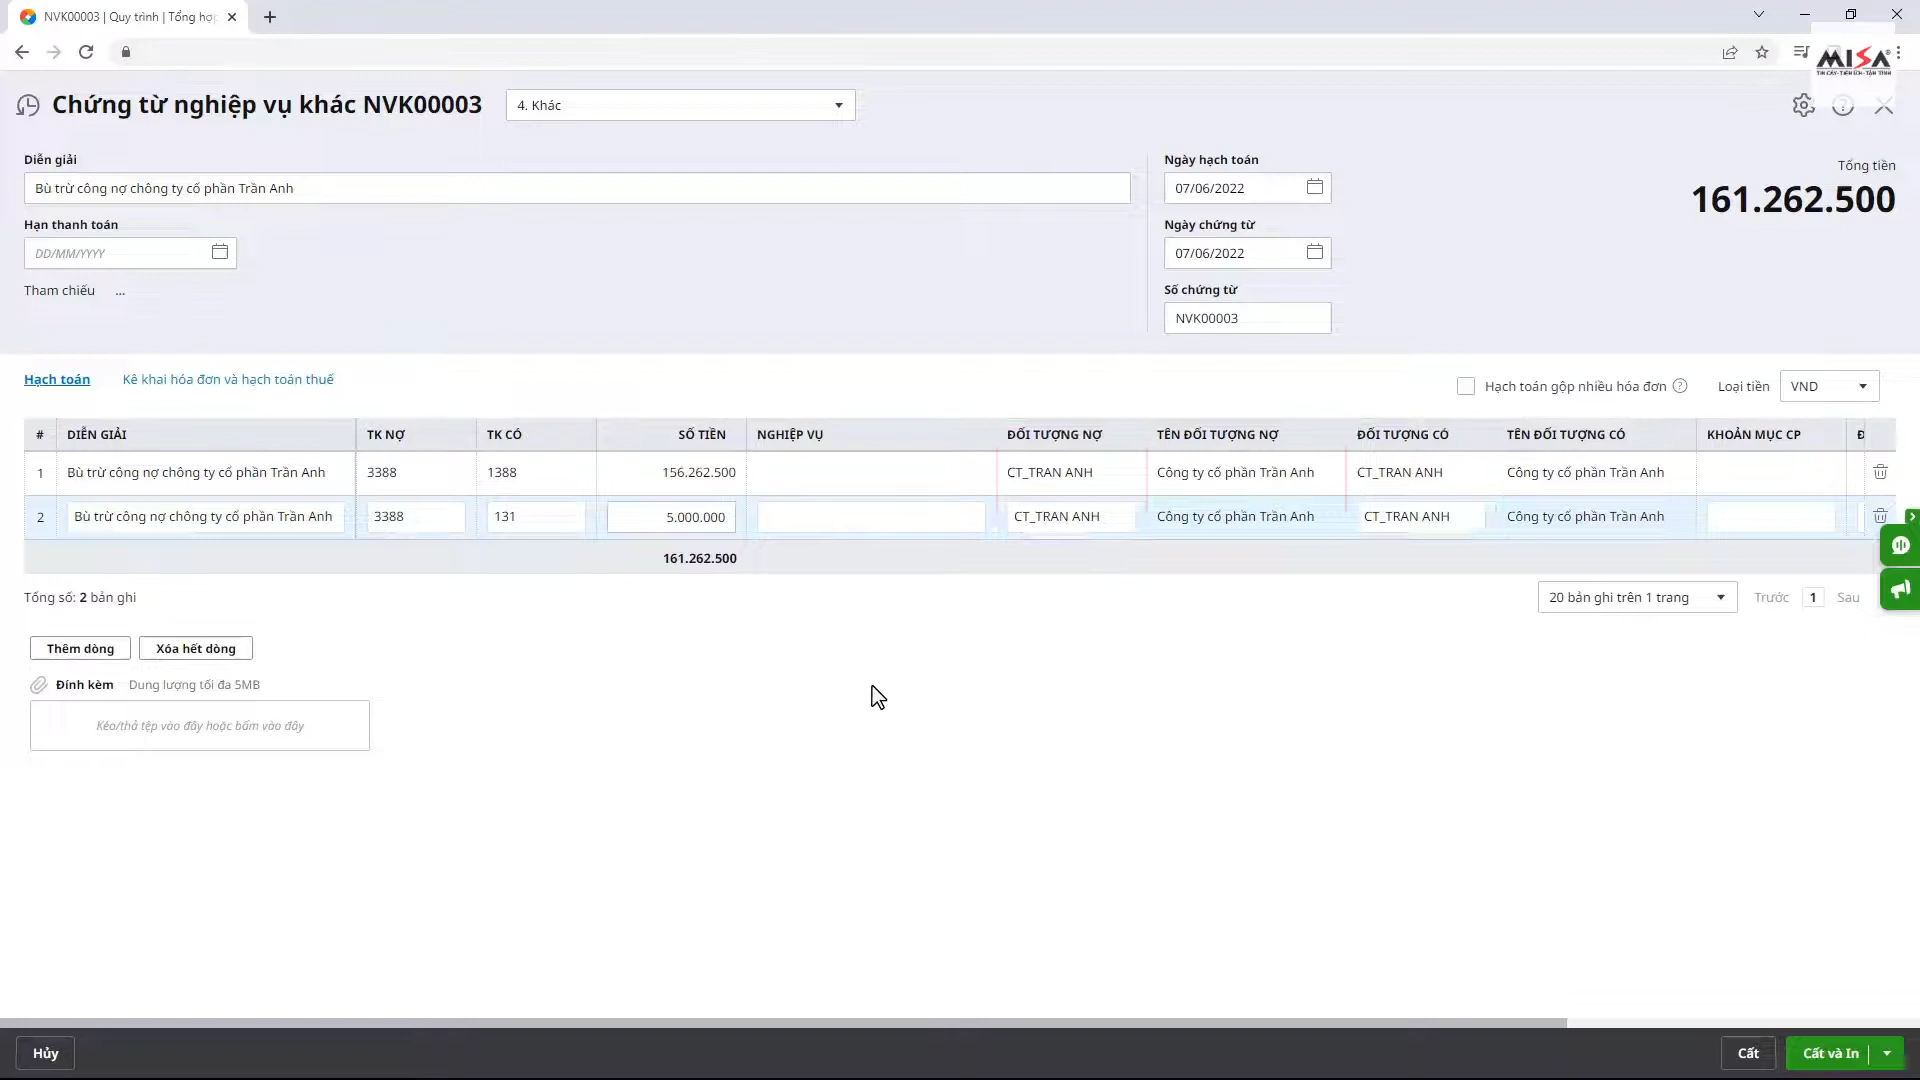 NVK00003 | Quy trình | Tổng hợp
MISA
TIN CẬY-TIỆN ÍCH-TẬN TÌNH
Chứng từ nghiệp vụ khác NVK00003
4. Khác
Diễn giải
Bù trừ công nợ chông ty cổ phần Trần Anh
Ngày hạch toán
07/06/2022
Tổng tiền
161.262.500
Hạn thanh toán
DD/MM/YYYY
Ngày chứng từ
07/06/2022
Tham chiếu ...
Số chứng từ
NVK00003
Hạch toán Kê khai hóa đơn và hạch toán thuế
Hạch toán gộp nhiều hóa đơn ? Loại tiền VND
# DIỄN GIẢI TK NỢ TK CÓ SỐ TIỀN NGHIỆP VỤ ĐỐI TƯỢNG NỢ TÊN ĐỐI TƯỢNG NỢ ĐỐI TƯỢNG CÓ TÊN ĐỐI TƯỢNG CÓ KHOẢN MỤC CP
1 Bù trừ công nợ chông ty cổ phần Trần Anh 3388 1388 156.262.500 CT_TRAN ANH Công ty cổ phần Trần Anh CT_TRAN ANH Công ty cổ phần Trần Anh
2 Bù trừ công nợ chông ty cổ phần Trần Anh 3388 131 5.000.000 CT_TRAN ANH Công ty cổ phần Trần Anh CT_TRAN ANH Công ty cổ phần Trần Anh
161.262.500
Tổng số: 2 bản ghi
20 bản ghi trên 1 trang Trước 1 Sau
Thêm dòng Xóa hết dòng
Đính kèm Dung lượng tối đa 5MB
Kéo/thả tệp vào đây hoặc bấm vào đây
Hủy
Cất Cất và In